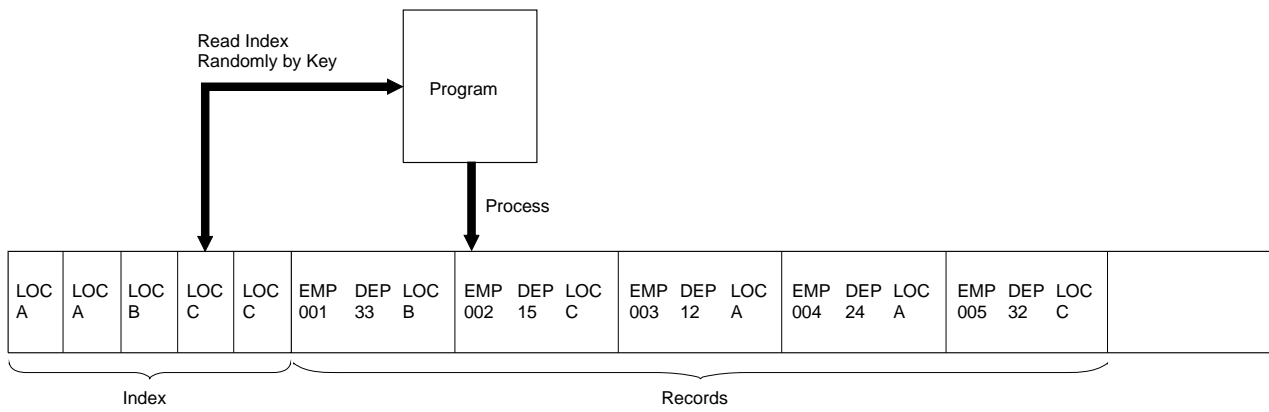 Read Index
Randomly by Key
Program
Process
LOC LOC LOC LOC LOC EMP DEP LOC EMP DEP LOC EMP DEP LOC EMP DEP LOC EMP DEP LOC
A A B C C 001 33 B 002 15 C 003 12 A 004 24 A 005 32 C
Index Records